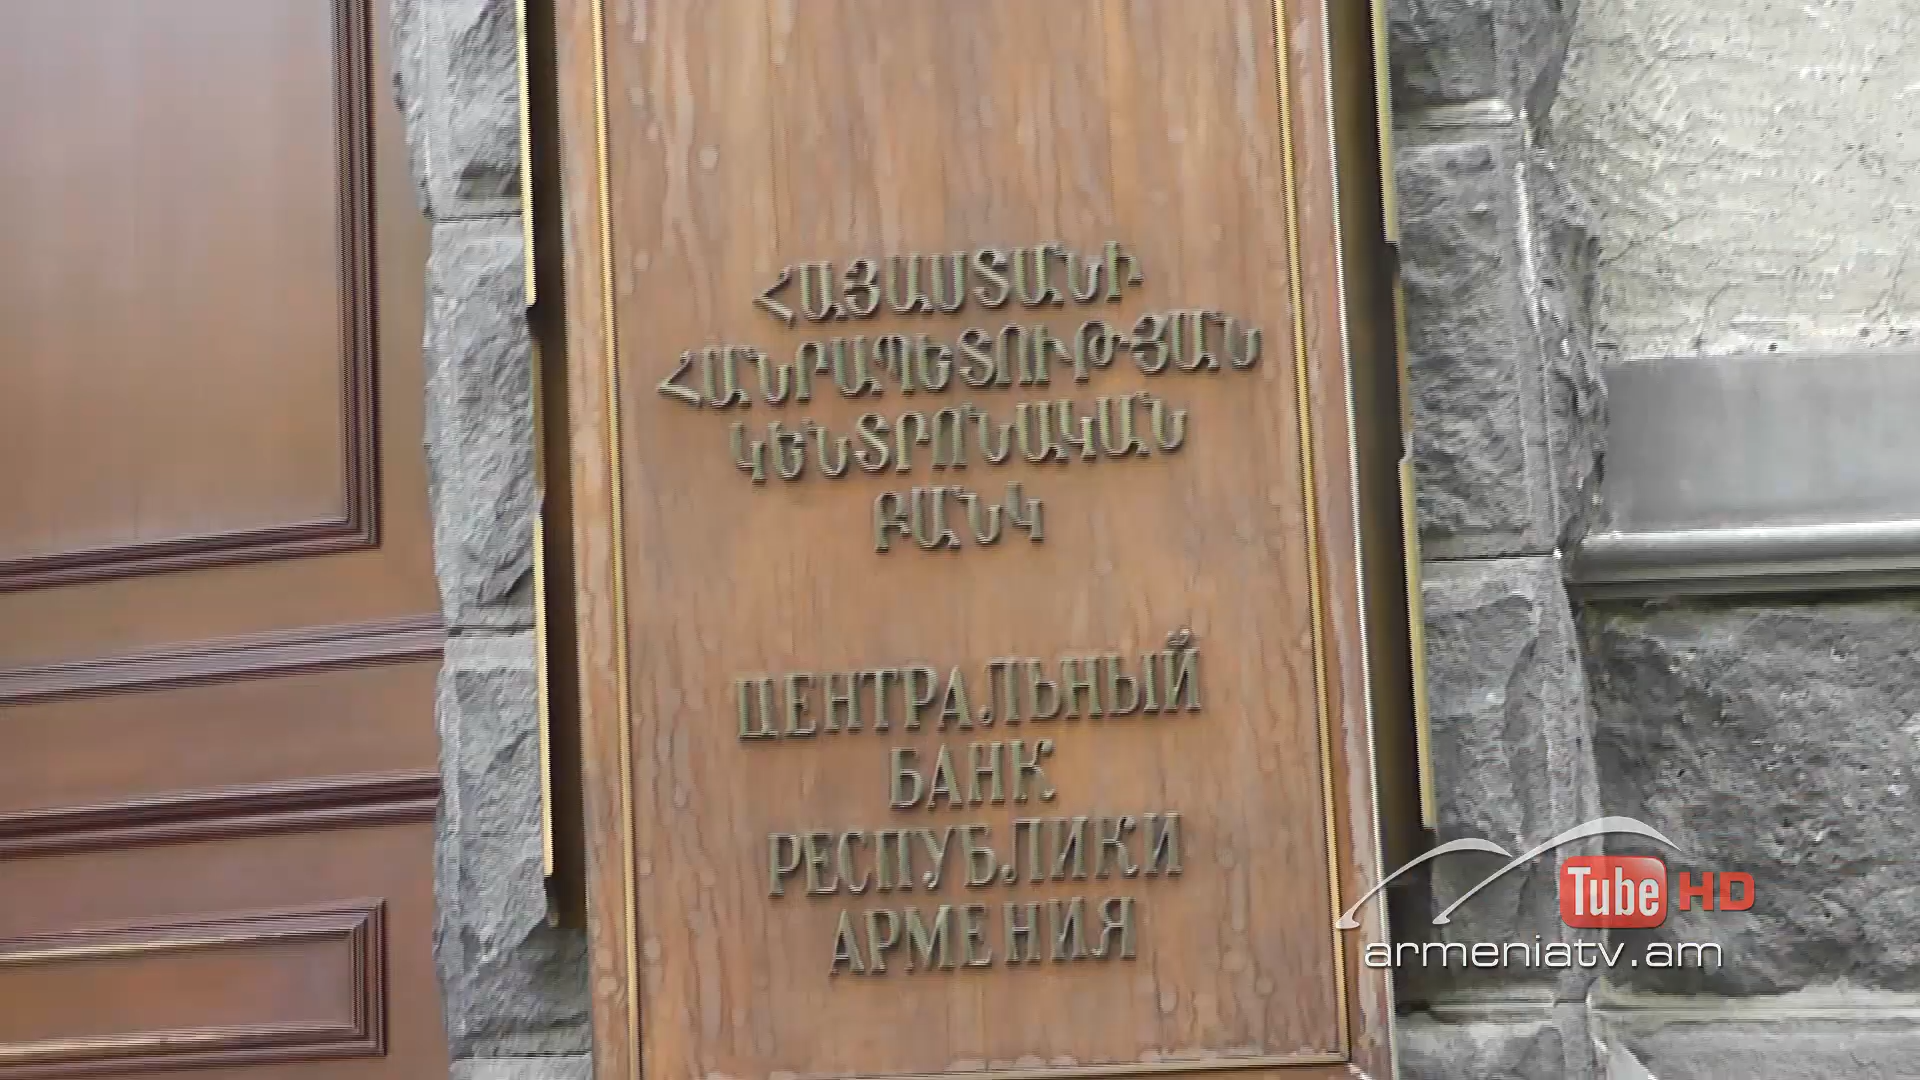 ՀԱՅԱՍՏԱՆԻ
ՀԱՆՐԱՊԵՏՈՒԹՅԱՆ
ԿԵՆՏՐՈՆԱԿԱՆ
ԲԱՆԿ
ЦЕНТРАЛЬНЫЙ
БАНК
РЕСПУБЛИКИ
АРМЕНИЯ
Tube HD
armeniatv.am